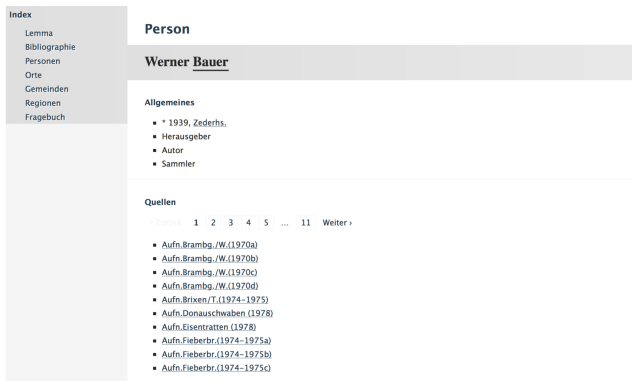 Index
Lemma
Bibliographie
Personen
Orte
Gemeinden
Regionen
Fragebuch
Person
Werner Bauer
Allgemeines
* 1939, Zederhs.
Herausgeber
Autor
Sammler
Quellen
‹ Zurück 1 2 3 4 5 ... 11 Weiter ›
Aufn.Brambg./W.(1970a)
Aufn.Brambg./W.(1970b)
Aufn.Brambg./W.(1970c)
Aufn.Brambg./W.(1970d)
Aufn.Brixen/T.(1974-1975)
Aufn.Donauschwaben (1978)
Aufn.Eisentratten (1978)
Aufn.Fieberbr.(1974-1975a)
Aufn.Fieberbr.(1974-1975b)
Aufn.Fieberbr.(1974-1975c)